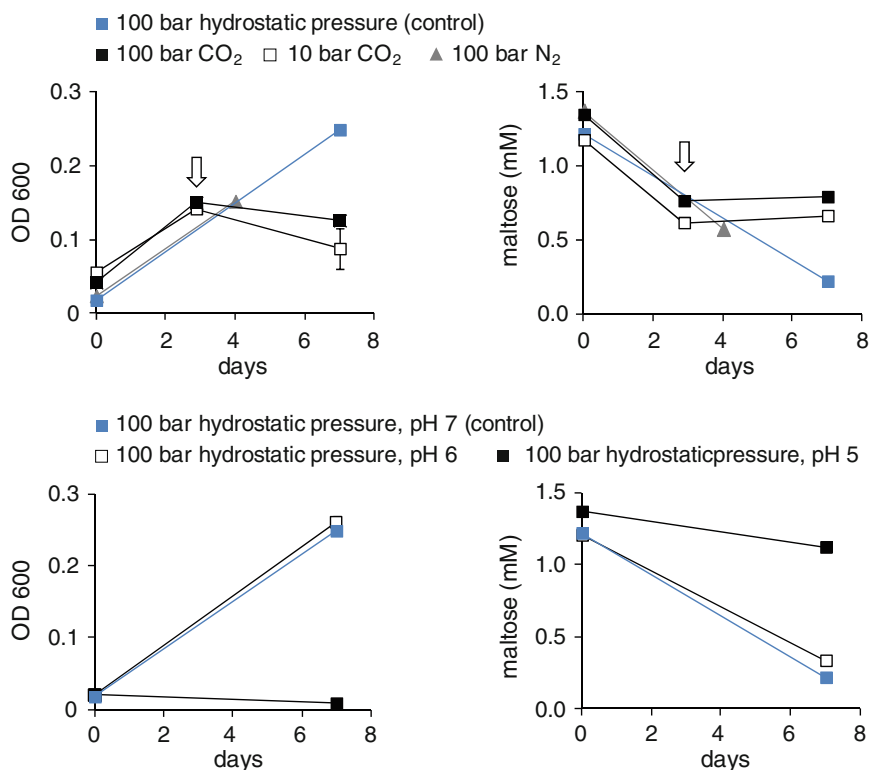 100 bar hydrostatic pressure (control)
100 bar CO₂ 10 bar CO₂ 100 bar N₂
0.3
0.2
0.1
0
OD 600
0 2 4 6 8
days
1.5
1.0
0.5
0.0
maltose (mM)
0 2 4 6 8
days
100 bar hydrostatic pressure, pH 7 (control)
100 bar hydrostatic pressure, pH 6 100 bar hydrostaticpressure, pH 5
0.3
0.2
0.1
0
OD 600
0 2 4 6 8
days
1.5
1.0
0.5
0.0
maltose (mM)
0 2 4 6 8
days